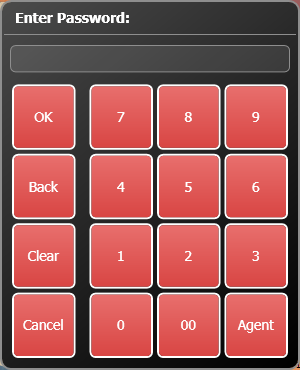 Enter Password:
OK 7 8 9
Back 4 5 6
Clear 1 2 3
Cancel 0 00 Agent